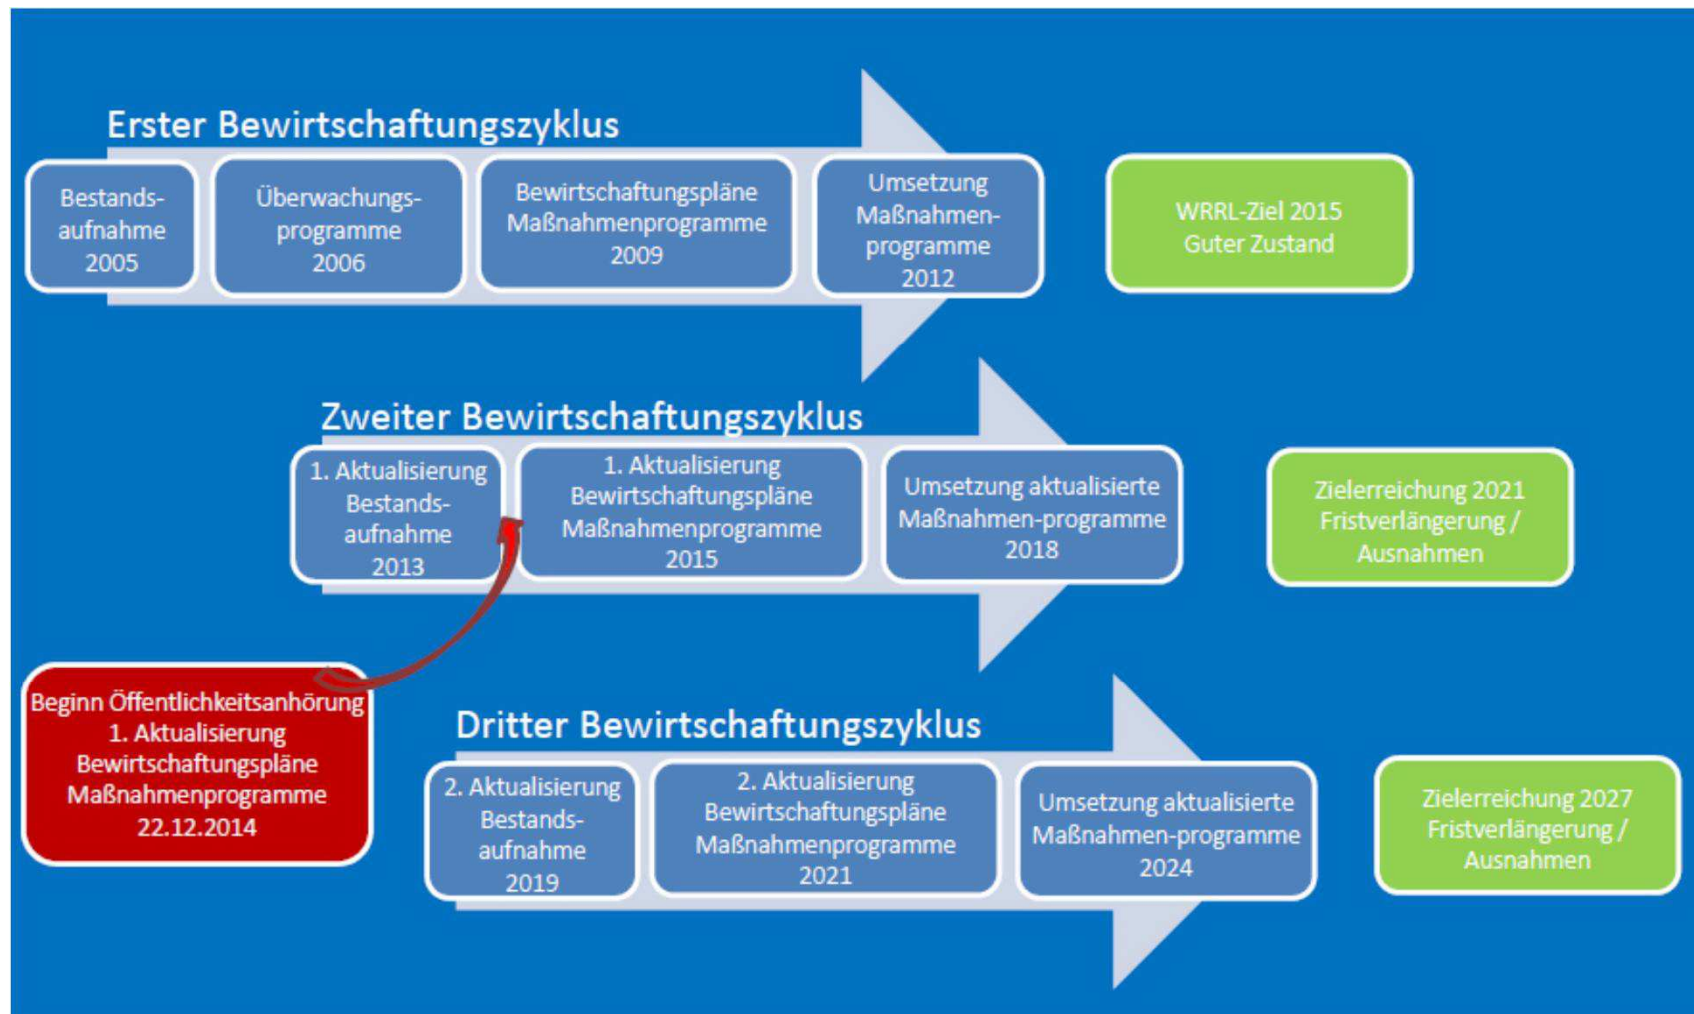 Erster Bewirtschaftungszyklus
Bestands-
aufnahme
2005
Überwachungs-
programme
2006
Bewirtschaftungspläne
Maßnahmenprogramme
2009
Umsetzung
Maßnahmen-
programme
2012
WRRL-Ziel 2015
Guter Zustand
Zweiter Bewirtschaftungszyklus
1. Aktualisierung
Bestands-
aufnahme
2013
1. Aktualisierung
Bewirtschaftungspläne
Maßnahmenprogramme
2015
Umsetzung aktualisierte
Maßnahmen-programme
2018
Zielerreichung 2021
Fristverlängerung /
Ausnahmen
Beginn Öffentlichkeitsanhörung
1. Aktualisierung
Bewirtschaftungspläne
Maßnahmenprogramme
22.12.2014
Dritter Bewirtschaftungszyklus
2. Aktualisierung
Bestands-
aufnahme
2019
2. Aktualisierung
Bewirtschaftungspläne
Maßnahmenprogramme
2021
Umsetzung aktualisierte
Maßnahmen-programme
2024
Zielerreichung 2027
Fristverlängerung /
Ausnahmen